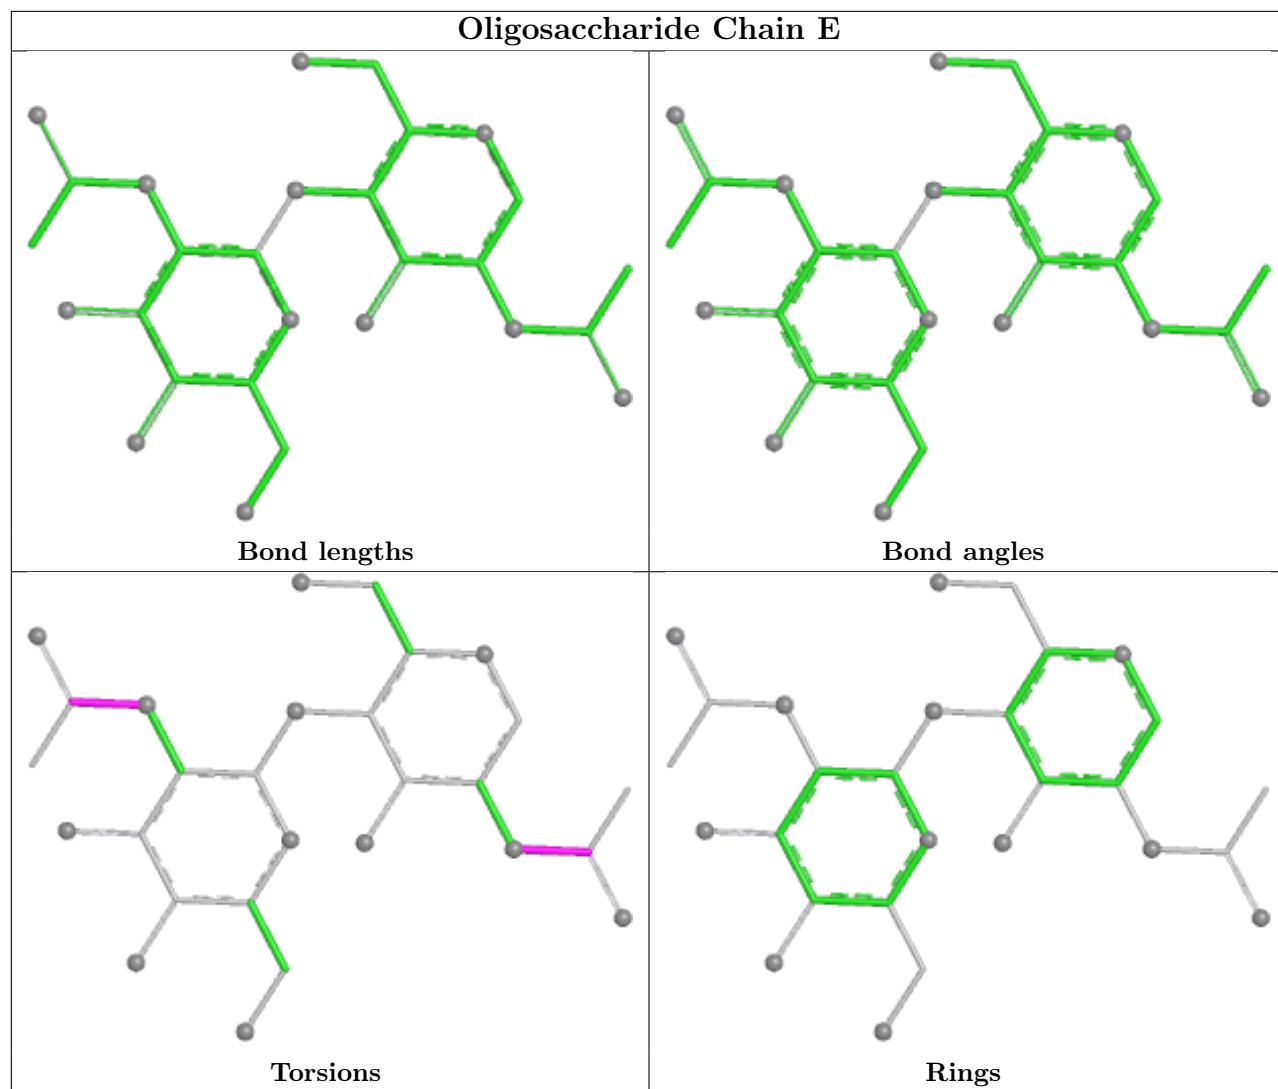 Oligosaccharide Chain E
Bond lengths
Bond angles
Torsions
Rings